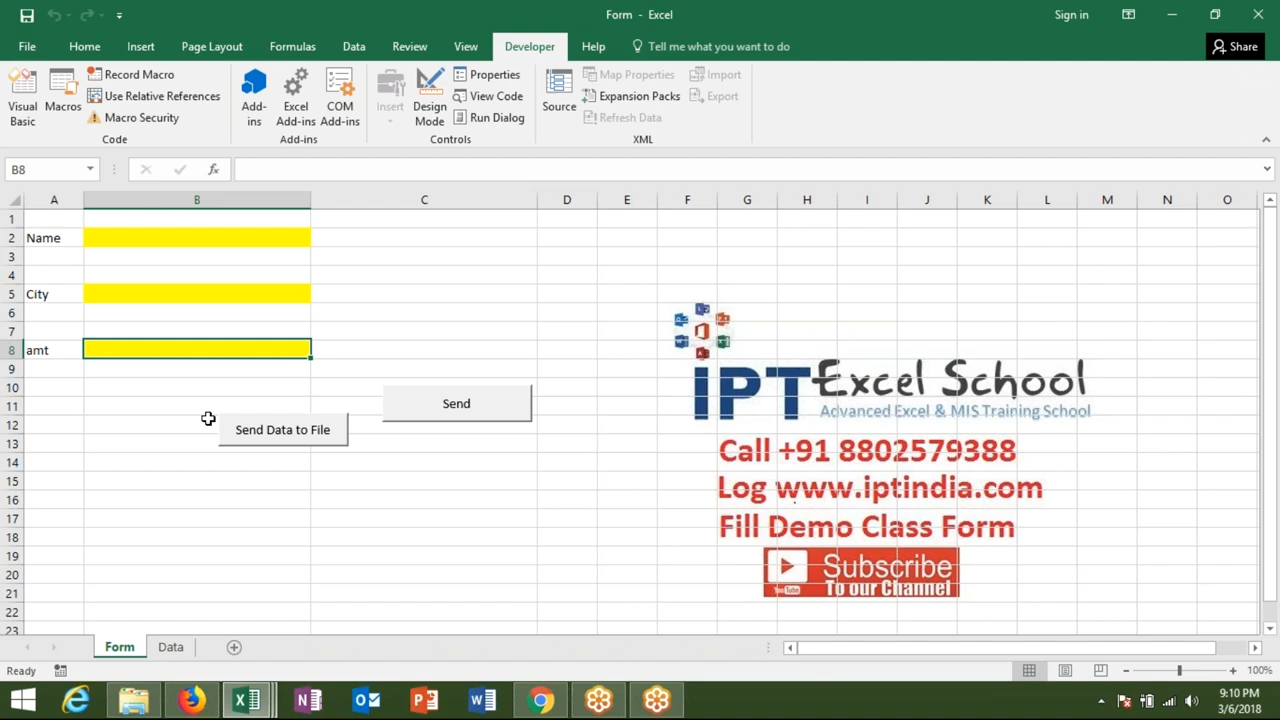 Form - Excel
Sign in
File Home Insert Page Layout Formulas Data Review View Developer Help Tell me what you want to do Share
Visual Basic
Macros
Record Macro
Use Relative References
Macro Security
Code
Add-ins
Excel Add-ins
COM Add-ins
Add-ins
Insert
Design Mode
Properties
View Code
Run Dialog
Controls
Source
Map Properties
Expansion Packs
Refresh Data
Import
Export
XML
B8
fx
A B C D E F G H I J K L M N O
1
2 Name
3
4
5 City
6
7
8 amt
9
10
11
12
13
14
15
16
17
18
19
20
21
22
23
Send
Send Data to File
IPT Excel School
Advanced Excel & MIS Training School
Call +91 8802579388
Log www.iptindia.com
Fill Demo Class Form
Subscribe
YouTube To our Channel
Form Data
Ready
100%
9:10 PM
3/6/2018